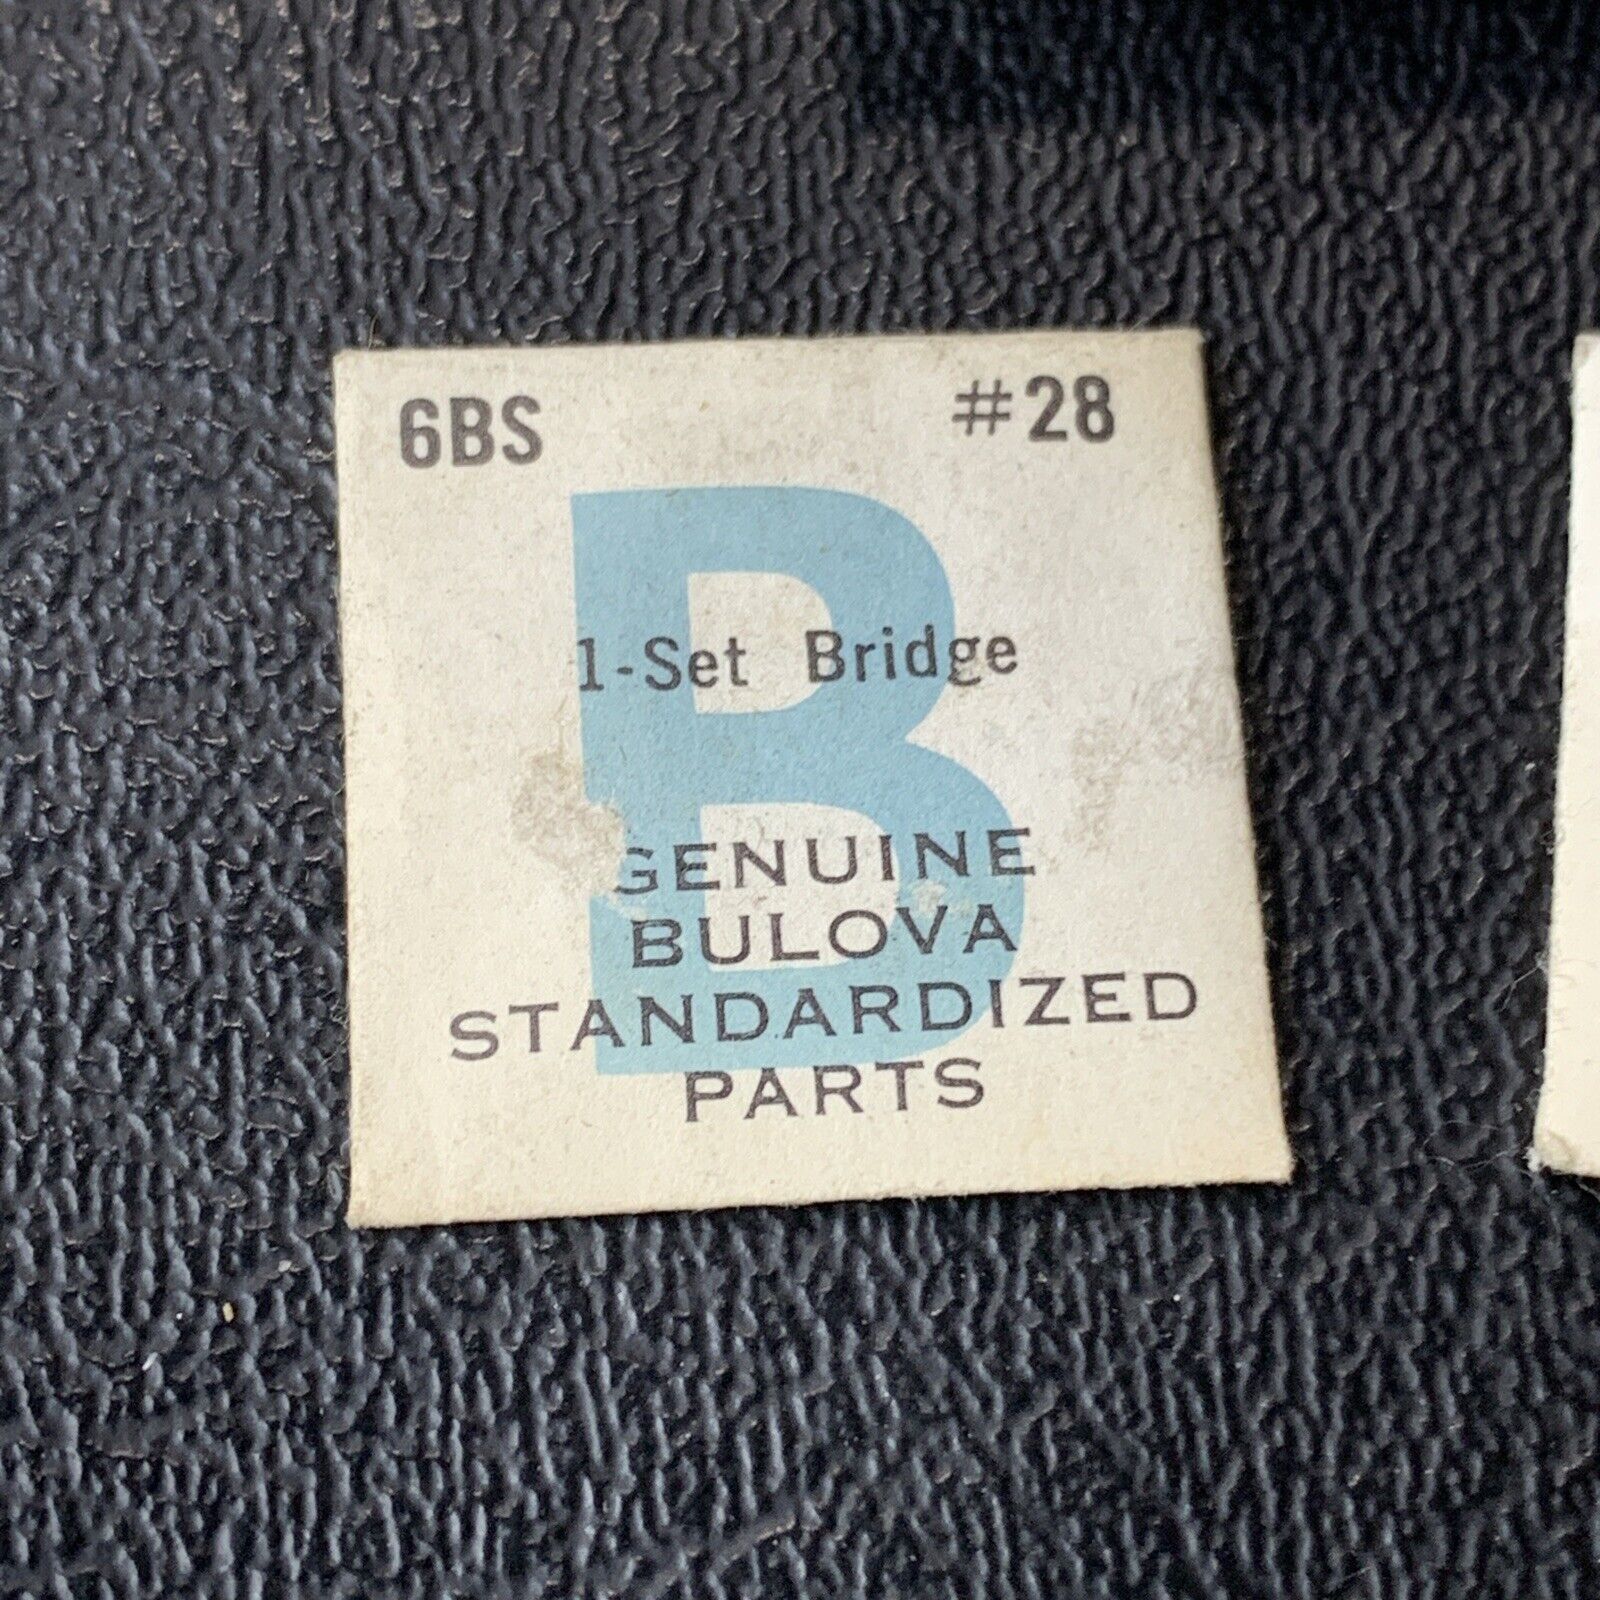 6BS #28
B
1-Set Bridge
GENUINE
BULOVA
STANDARDIZED
PARTS